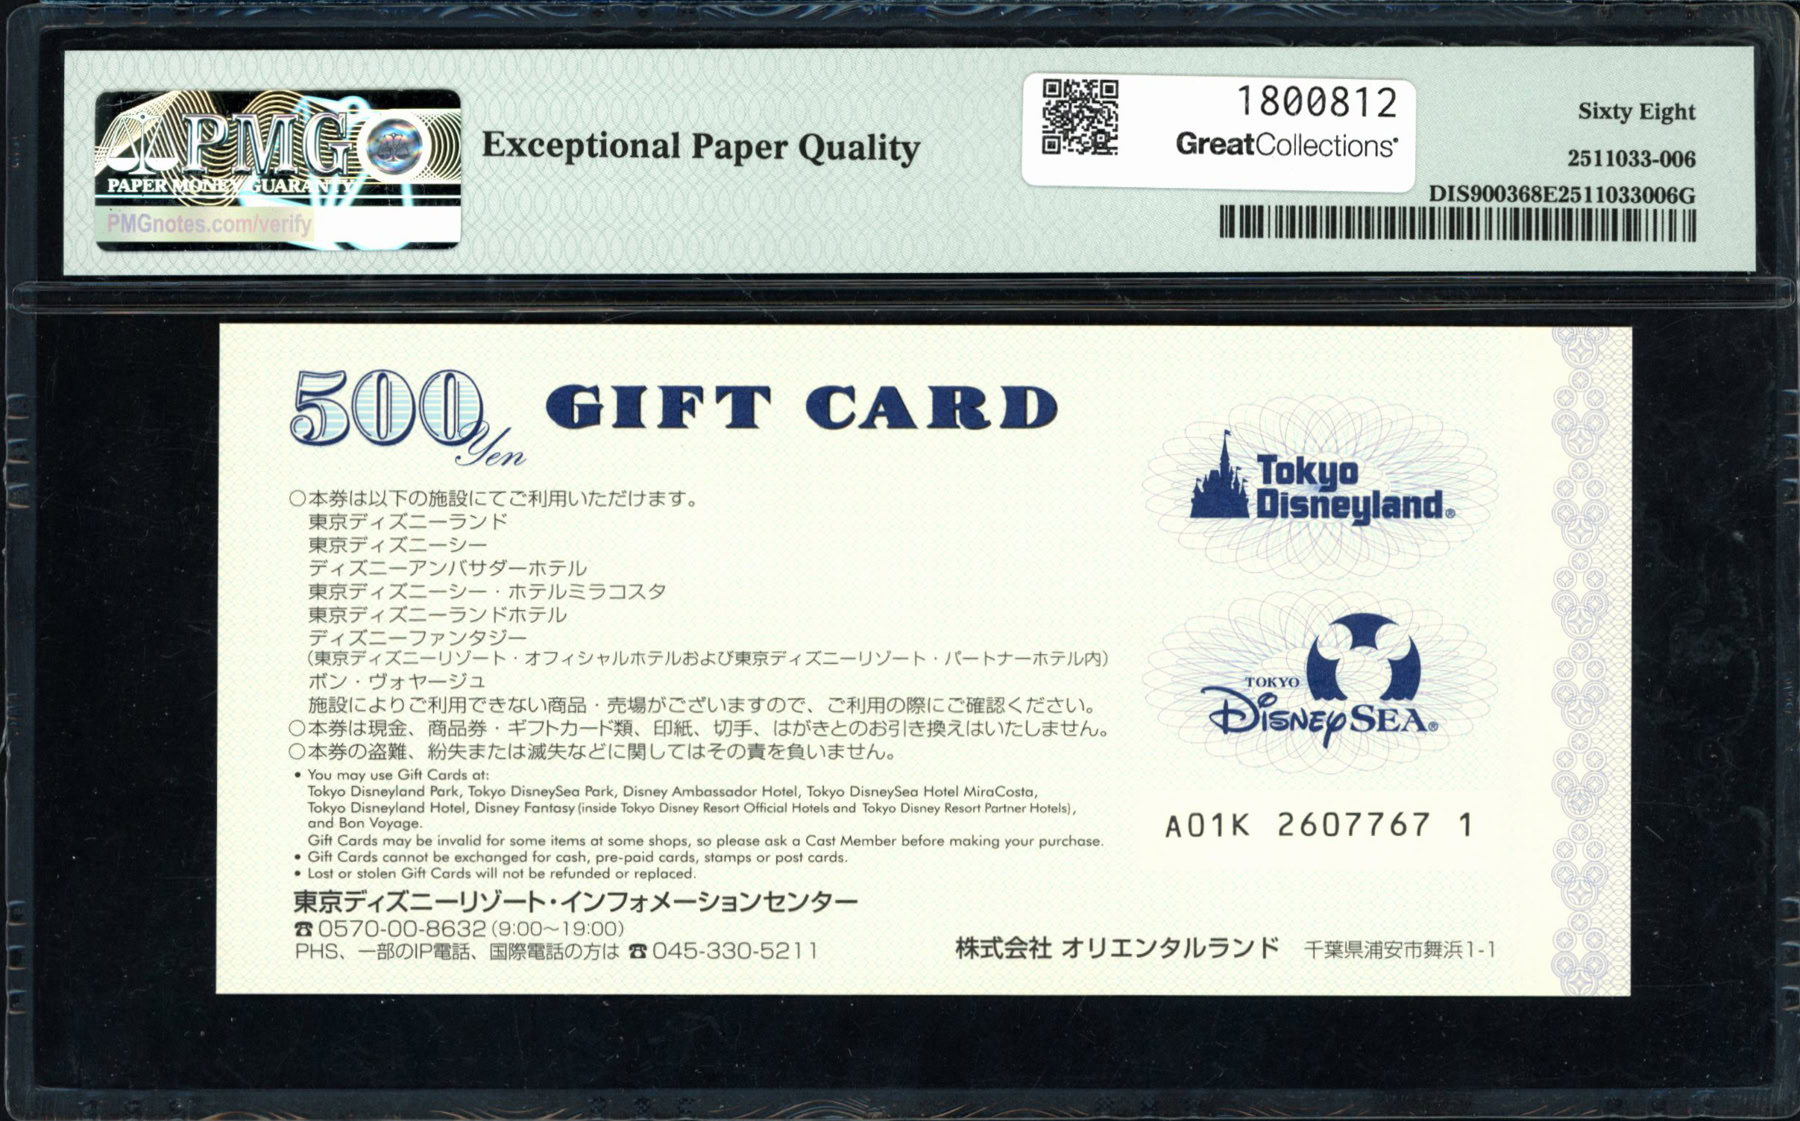 PMG
PAPER MONEY GUARANTY
PMGnotes.com/verify
Exceptional Paper Quality
1800812
GreatCollections
Sixty Eight
2511033-006
DIS900368E2511033006G
500 Yen GIFT CARD
Tokyo
Disneyland®
○本券は以下の施設にてご利用いただけます。
東京ディズニーランド
東京ディズニーシー
ディズニーアンバサダーホテル
東京ディズニーシー・ホテルミラコスタ
東京ディズニーランドホテル
ディズニーファンタジー
(東京ディズニーリゾート・オフィシャルホテルおよび東京ディズニーリゾート・パートナーホテル内)
ボン・ヴォヤージュ
施設によりご利用できない商品・売場がございますので、ご利用の際にご確認ください。
○本券は現金、商品券・ギフトカード類、印紙、切手、はがきとのお引き換えはいたしません。
○本券の盗難、紛失または滅失などに関してはその責を負いません。
TOKYO
DISNEY SEA®
• You may use Gift Cards at:
Tokyo Disneyland Park, Tokyo DisneySea Park, Disney Ambassador Hotel, Tokyo DisneySea Hotel MiraCosta,
Tokyo Disneyland Hotel, Disney Fantasy (inside Tokyo Disney Resort Official Hotels and Tokyo Disney Resort Partner Hotels),
and Bon Voyage.
Gift Cards may be invalid for some items at some shops, so please ask a Cast Member before making your purchase.
• Gift Cards cannot be exchanged for cash, pre-paid cards, stamps or post cards.
• Lost or stolen Gift Cards will not be refunded or replaced.
A01K 2607767 1
東京ディズニーリゾート・インフォメーションセンター
☎0570-00-8632(9:00〜19:00)
PHS、一部のIP電話、国際電話の方は ☎045-330-5211
株式会社 オリエンタルランド 千葉県浦安市舞浜1-1